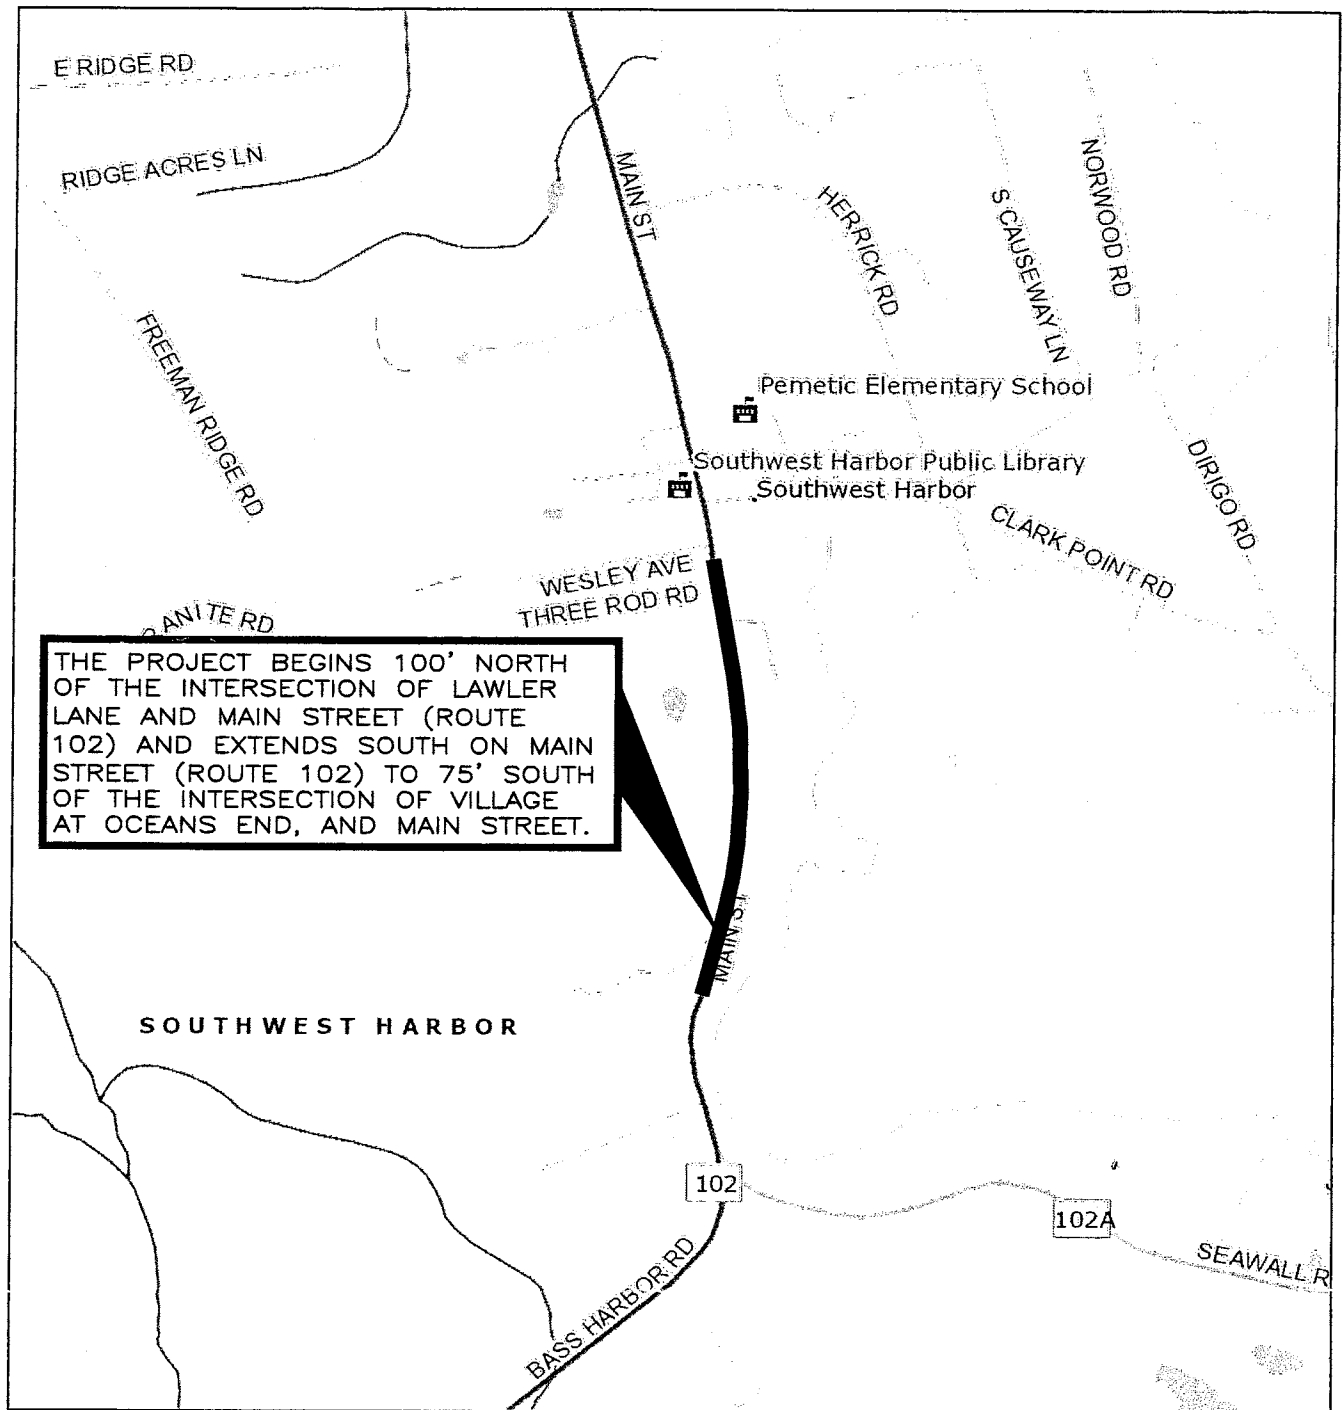 E RIDGE RD
RIDGE ACRES LN
MAIN ST
HERRICK RD
S CAUSEWAY LN
NORWOOD RD
FREEMAN RIDGE RD
Pemetic Elementary School
Southwest Harbor Public Library
Southwest Harbor
DIRIGO RD
CLARK POINT RD
WESLEY AVE
THREE ROD RD
RANITE RD
THE PROJECT BEGINS 100' NORTH
OF THE INTERSECTION OF LAWLER
LANE AND MAIN STREET (ROUTE
102) AND EXTENDS SOUTH ON MAIN
STREET (ROUTE 102) TO 75' SOUTH
OF THE INTERSECTION OF VILLAGE
AT OCEANS END, AND MAIN STREET.
MAIN ST
SOUTHWEST HARBOR
102
102A
SEAWALL R
BASS HARBOR RD